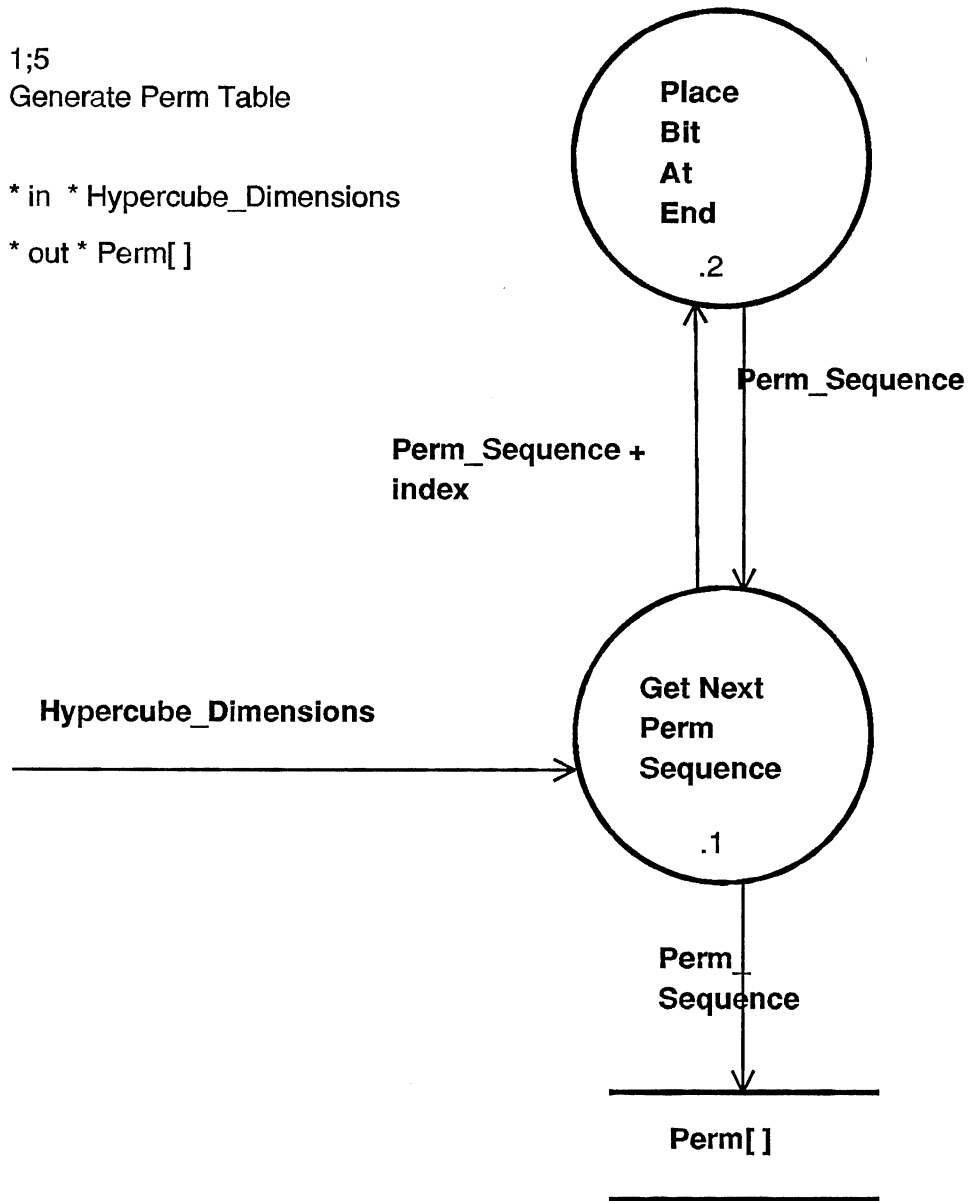 1;5
Generate Perm Table
* in * Hypercube_Dimensions
* out * Perm[ ]
Place
Bit
At
End
.2
Perm_Sequence
Perm_Sequence +
index
Hypercube_Dimensions
Get Next
Perm
Sequence
.1
Perm_
Sequence
Perm[ ]